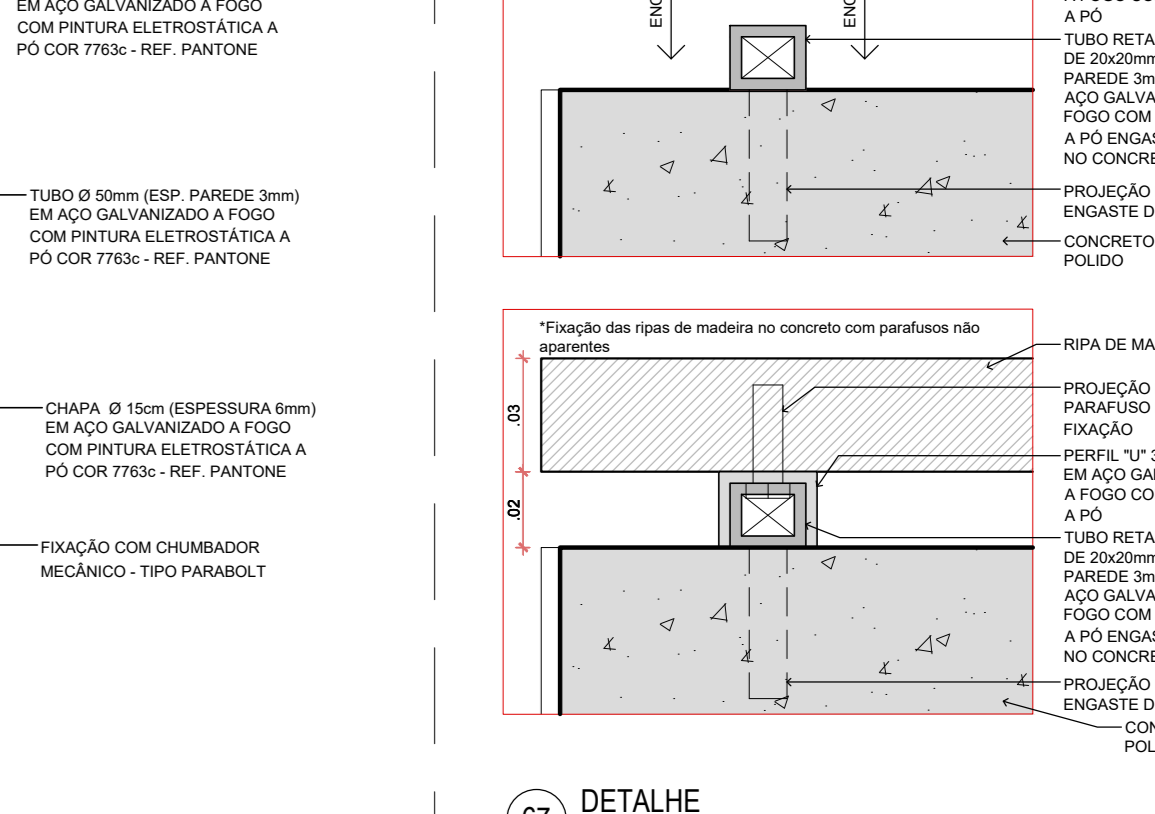 EM AÇO GALVANIZADO A FOGO
COM PINTURA ELETROSTÁTICA A
PÓ COR 7763c - REF. PANTONE
TUBO Ø 50mm (ESP. PAREDE 3mm)
EM AÇO GALVANIZADO A FOGO
COM PINTURA ELETROSTÁTICA A
PÓ COR 7763c - REF. PANTONE
CHAPA Ø 15cm (ESPESSURA 6mm)
EM AÇO GALVANIZADO A FOGO
COM PINTURA ELETROSTÁTICA A
PÓ COR 7763c - REF. PANTONE
FIXAÇÃO COM CHUMBADOR
MECÂNICO - TIPO PARABOLT
A PÓ
TUBO RETA
DE 20x20mm
PAREDE 3m
AÇO GALVA
FOGO COM
A PÓ ENGAS
NO CONCRE
PROJEÇÃO
ENGASTE D
CONCRETO
POLIDO
*Fixação das ripas de madeira no concreto com parafusos não
aparentes
.03
.02
RIPA DE MA
PROJEÇÃO
PARAFUSO
FIXAÇÃO
PERFIL "U" 3
EM AÇO GAL
A FOGO CO
A PÓ
TUBO RETA
DE 20x20mm
PAREDE 3m
AÇO GALVA
FOGO COM
A PÓ ENGAS
NO CONCRE
PROJEÇÃO
ENGASTE D
CON
POL
67 DETALHE